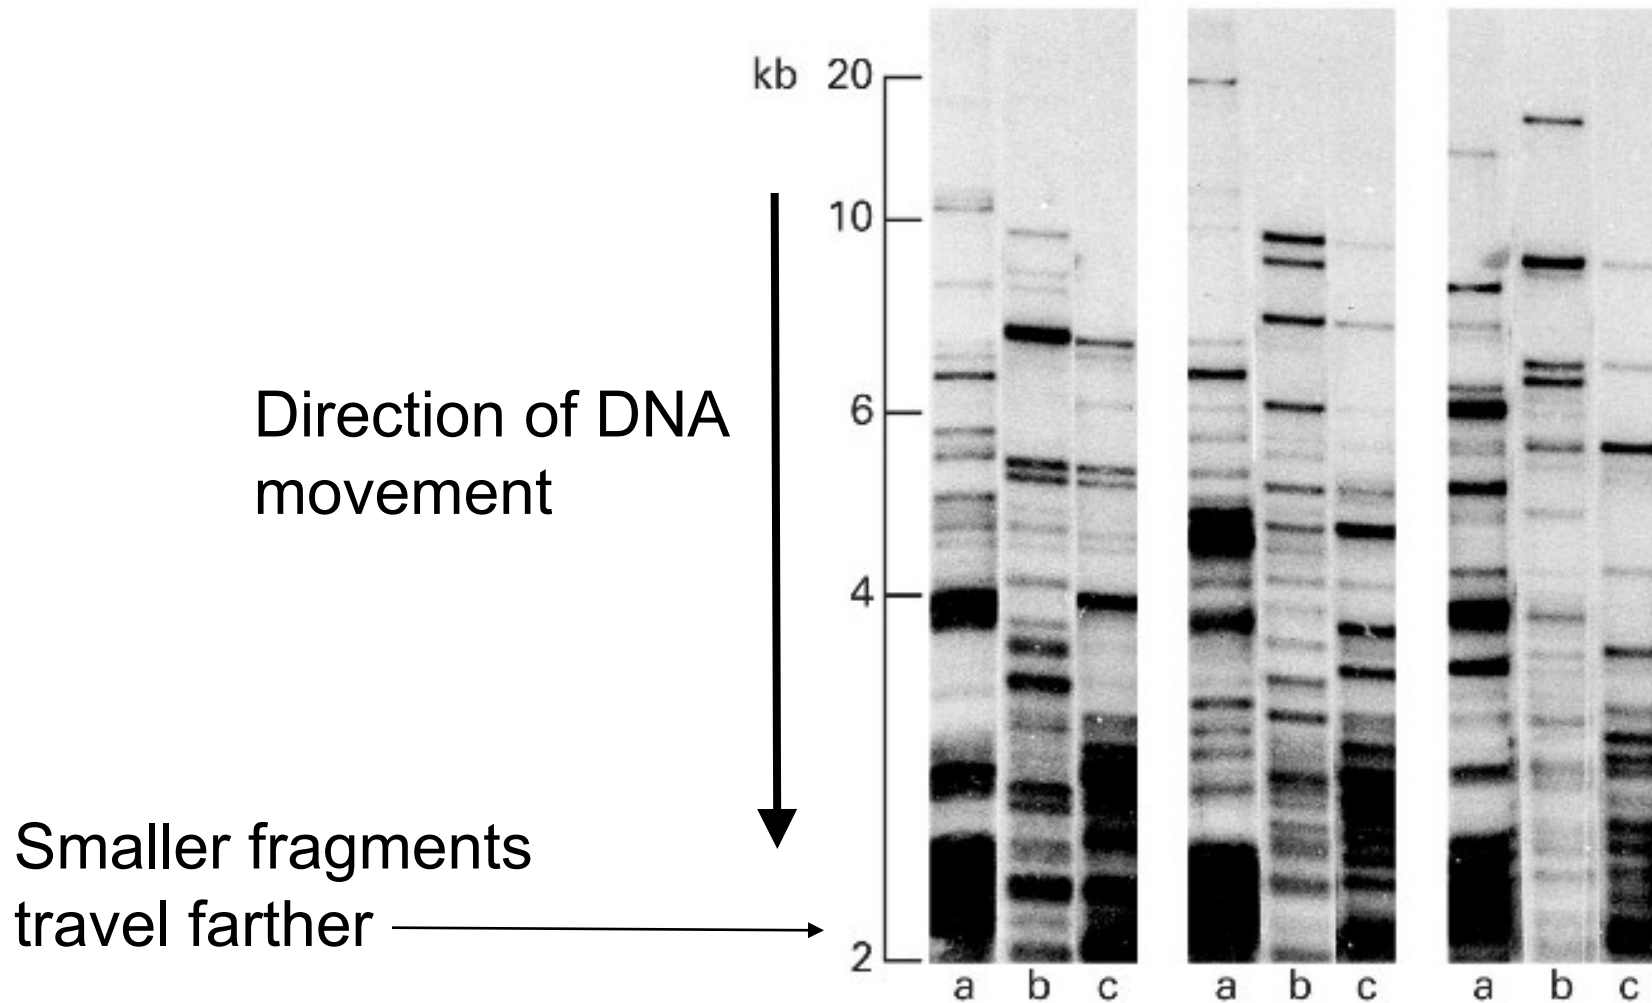 kb 20
10
Direction of DNA
movement
6
4
Smaller fragments
travel farther
2
a b c a b c a b c